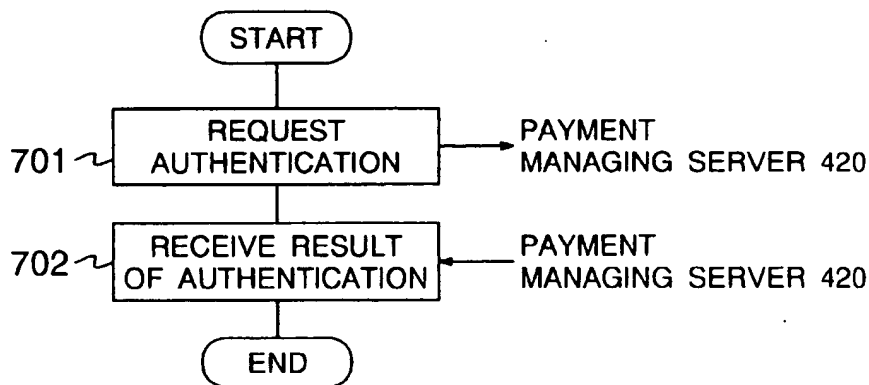 START
701
REQUEST
AUTHENTICATION
PAYMENT
MANAGING SERVER 420
702
RECEIVE RESULT
OF AUTHENTICATION
PAYMENT
MANAGING SERVER 420
END